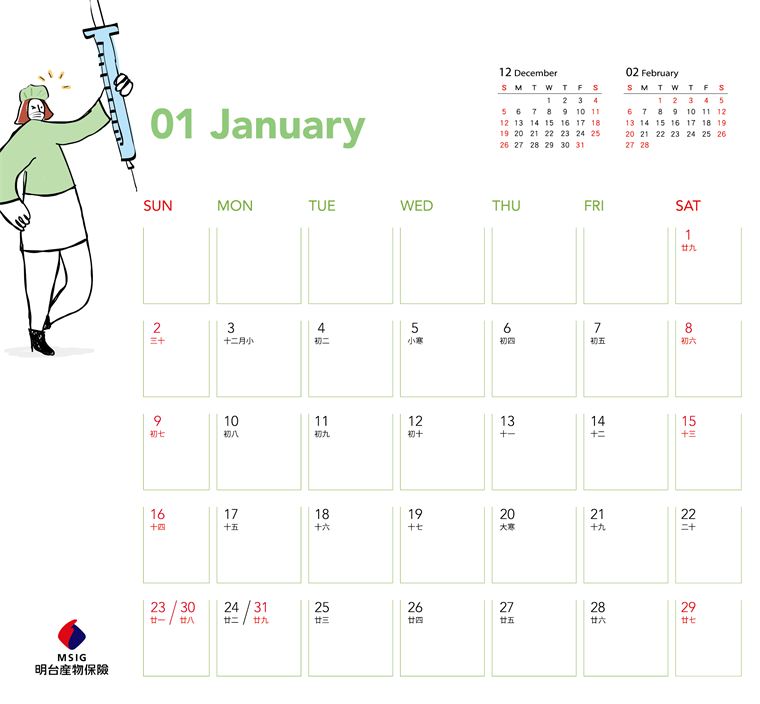 12 December
S M T W T F S
1 2 3 4
5 6 7 8 9 10 11
12 13 14 15 16 17 18
19 20 21 22 23 24 25
26 27 28 29 30 31
02 February
S M T W T F S
1 2 3 4 5
6 7 8 9 10 11 12
13 14 15 16 17 18 19
20 21 22 23 24 25 26
27 28
01 January
SUN MON TUE WED THU FRI SAT
1
廿九
2 3 4 5 6 7 8
三十 十二月小 初二 小寒 初四 初五 初六
9 10 11 12 13 14 15
初七 初八 初九 初十 十一 十二 十三
16 17 18 19 20 21 22
十四 十五 十六 十七 大寒 十九 二十
23 / 30 24 / 31 25 26 27 28 29
廿一 廿八 廿二 廿九 廿三 廿四 廿五 廿六 廿七
MSIG
明台産物保險